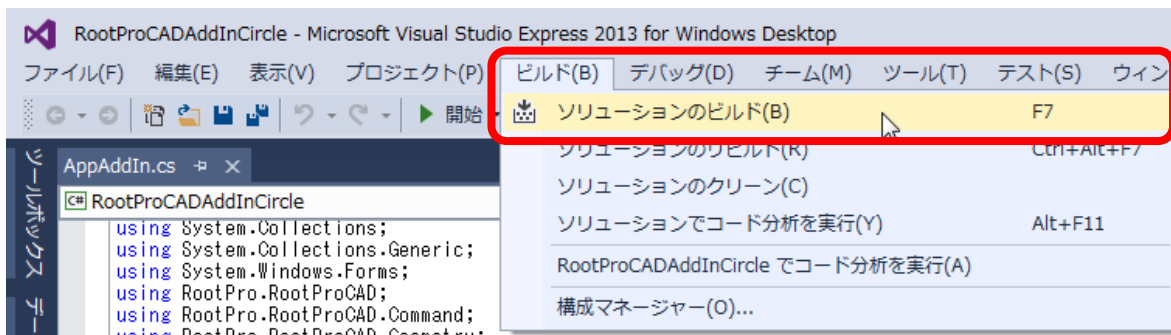 RootProCADAddInCircle - Microsoft Visual Studio Express 2013 for Windows Desktop
ファイル(F) 編集(E) 表示(V) プロジェクト(P) ビルド(B) デバッグ(D) チーム(M) ツール(T) テスト(S) ウィン
開始 ソリューションのビルド(B) F7
ソリューションのリビルド(R) Ctrl+Alt+F7
ソリューションのクリーン(C)
ソリューションでコード分析を実行(Y) Alt+F11
RootProCADAddInCircle でコード分析を実行(A)
構成マネージャー(O)...
ツールボックス
デー
AppAddIn.cs
C# RootProCADAddInCircle
using System.Collections;
using System.Collections.Generic;
using System.Windows.Forms;
using RootPro.RootProCAD;
using RootPro.RootProCAD.Command;
using RootPro.RootProCAD.Geometry;